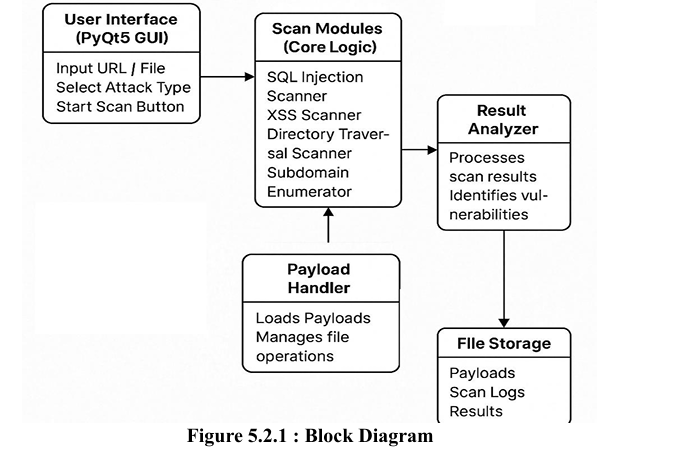 User Interface
(PyQt5 GUI)
Input URL / File
Select Attack Type
Start Scan Button
Scan Modules
(Core Logic)
SQL Injection
Scanner
XSS Scanner
Directory Traver-
sal Scanner
Subdomain
Enumerator
Result
Analyzer
Processes
scan results
Identifies vul-
nerabilities
Payload
Handler
Loads Payloads
Manages file
operations
File Storage
Payloads
Scan Logs
Results
Figure 5.2.1 : Block Diagram